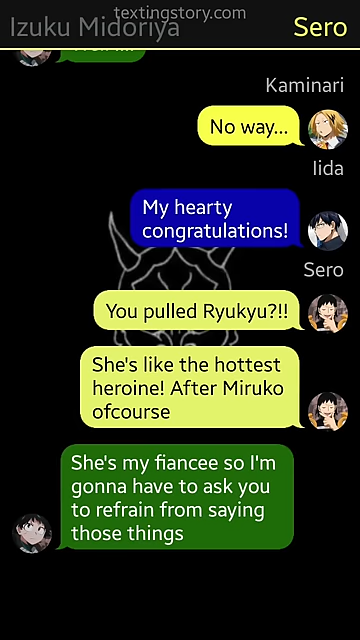 textingstory.com
Izuku Midoriya
Sero
Kaminari
No way...
Iida
My hearty
congratulations!
Sero
You pulled Ryukyu?!!
She's like the hottest
heroine! After Miruko
ofcourse
She's my fiancee so I'm
gonna have to ask you
to refrain from saying
those things